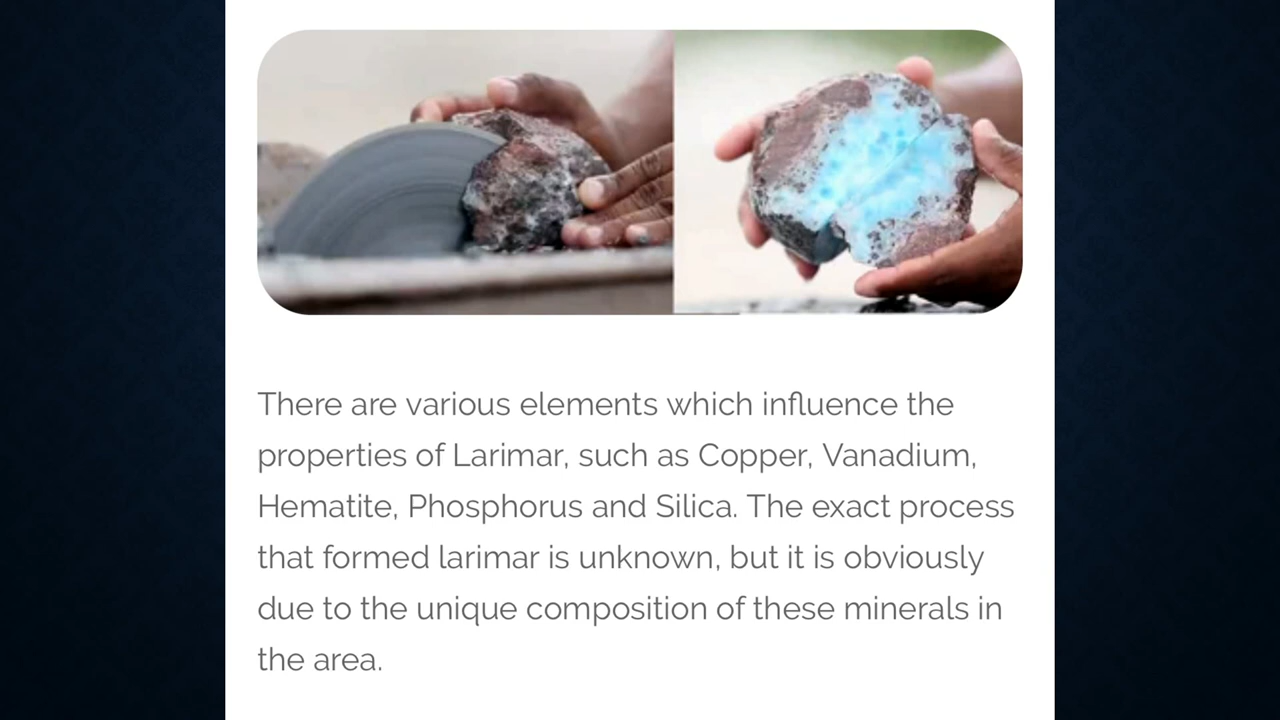 There are various elements which influence the
properties of Larimar, such as Copper, Vanadium,
Hematite, Phosphorus and Silica. The exact process
that formed larimar is unknown, but it is obviously
due to the unique composition of these minerals in
the area.